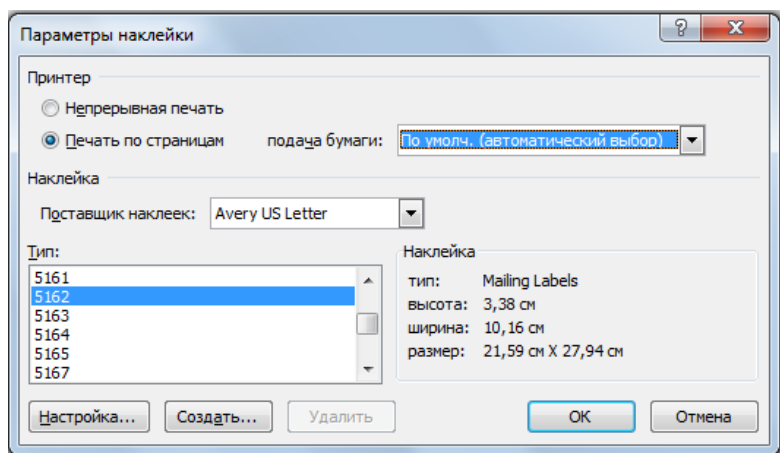 Параметры наклейки
Принтер
Непрерывная печать
Печать по страницам подача бумаги: По умолч. (автоматический выбор)
Наклейка
Поставщик наклеек: Avery US Letter
Тип:
5161
5162
5163
5164
5165
5167
Наклейка
тип: Mailing Labels
высота: 3,38 см
ширина: 10,16 см
размер: 21,59 см X 27,94 см
Настройка... Создать... Удалить ОК Отмена